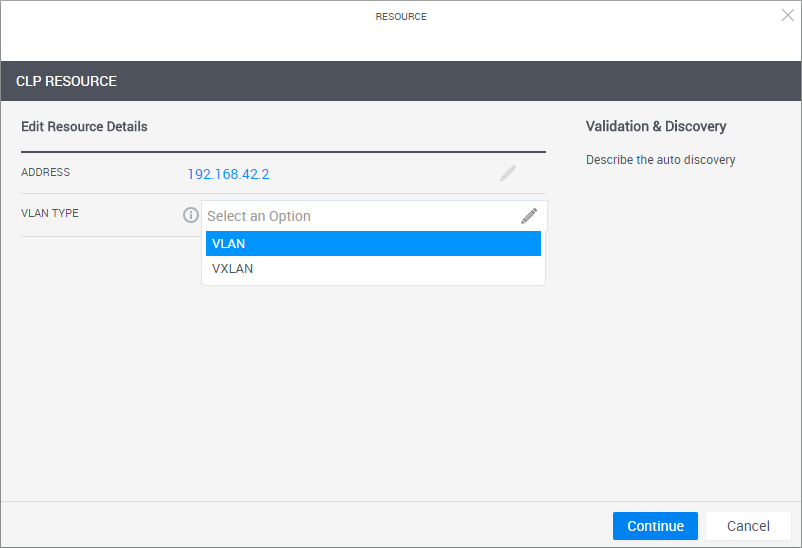 RESOURCE
CLP RESOURCE
Edit Resource Details
Validation & Discovery
ADDRESS
192.168.42.2
Describe the auto discovery
VLAN TYPE
Select an Option
VLAN
VXLAN
Continue
Cancel